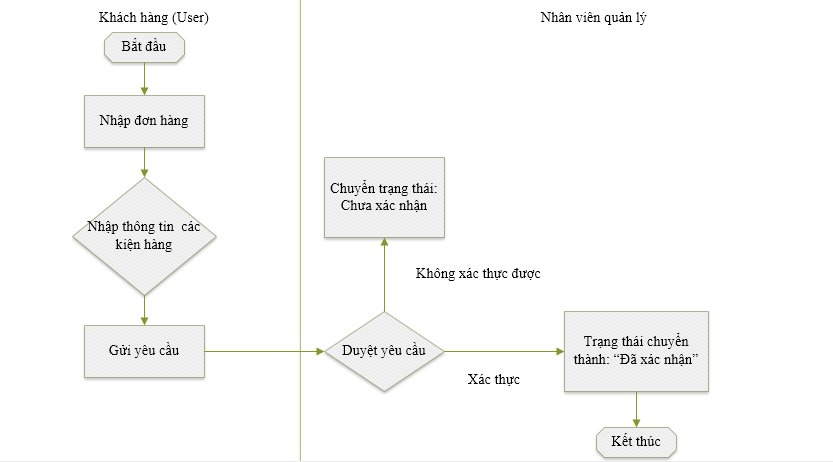 Khách hàng (User)
Nhân viên quản lý
Bắt đầu
Nhập đơn hàng
Nhập thông tin các
kiện hàng
Gửi yêu cầu
Chuyển trạng thái:
Chưa xác nhận
Không xác thực được
Duyệt yêu cầu
Xác thực
Trạng thái chuyển
thành: “Đã xác nhận”
Kết thúc